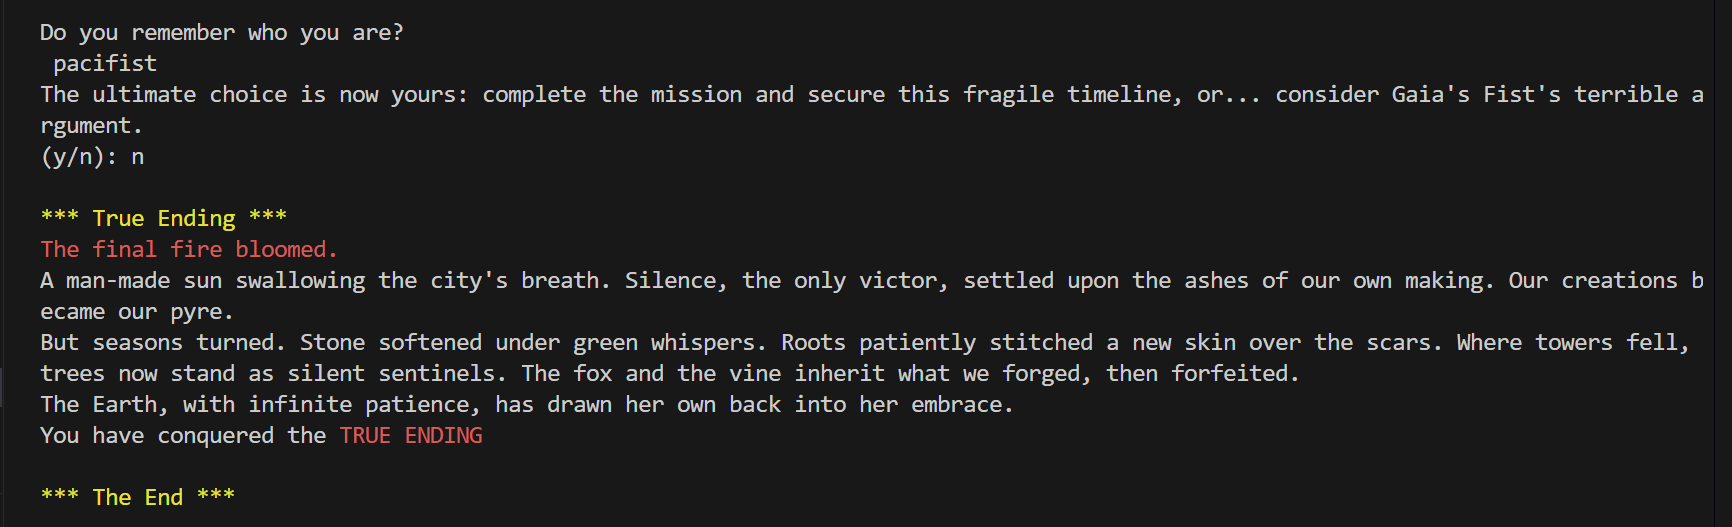 Do you remember who you are?
pacifist
The ultimate choice is now yours: complete the mission and secure this fragile timeline, or... consider Gaia's Fist's terrible a
rgument.
(y/n): n
*** True Ending ***
The final fire bloomed.
A man-made sun swallowing the city's breath. Silence, the only victor, settled upon the ashes of our own making. Our creations b
ecame our pyre.
But seasons turned. Stone softened under green whispers. Roots patiently stitched a new skin over the scars. Where towers fell,
trees now stand as silent sentinels. The fox and the vine inherit what we forged, then forfeited.
The Earth, with infinite patience, has drawn her own back into her embrace.
You have conquered the TRUE ENDING
*** The End ***